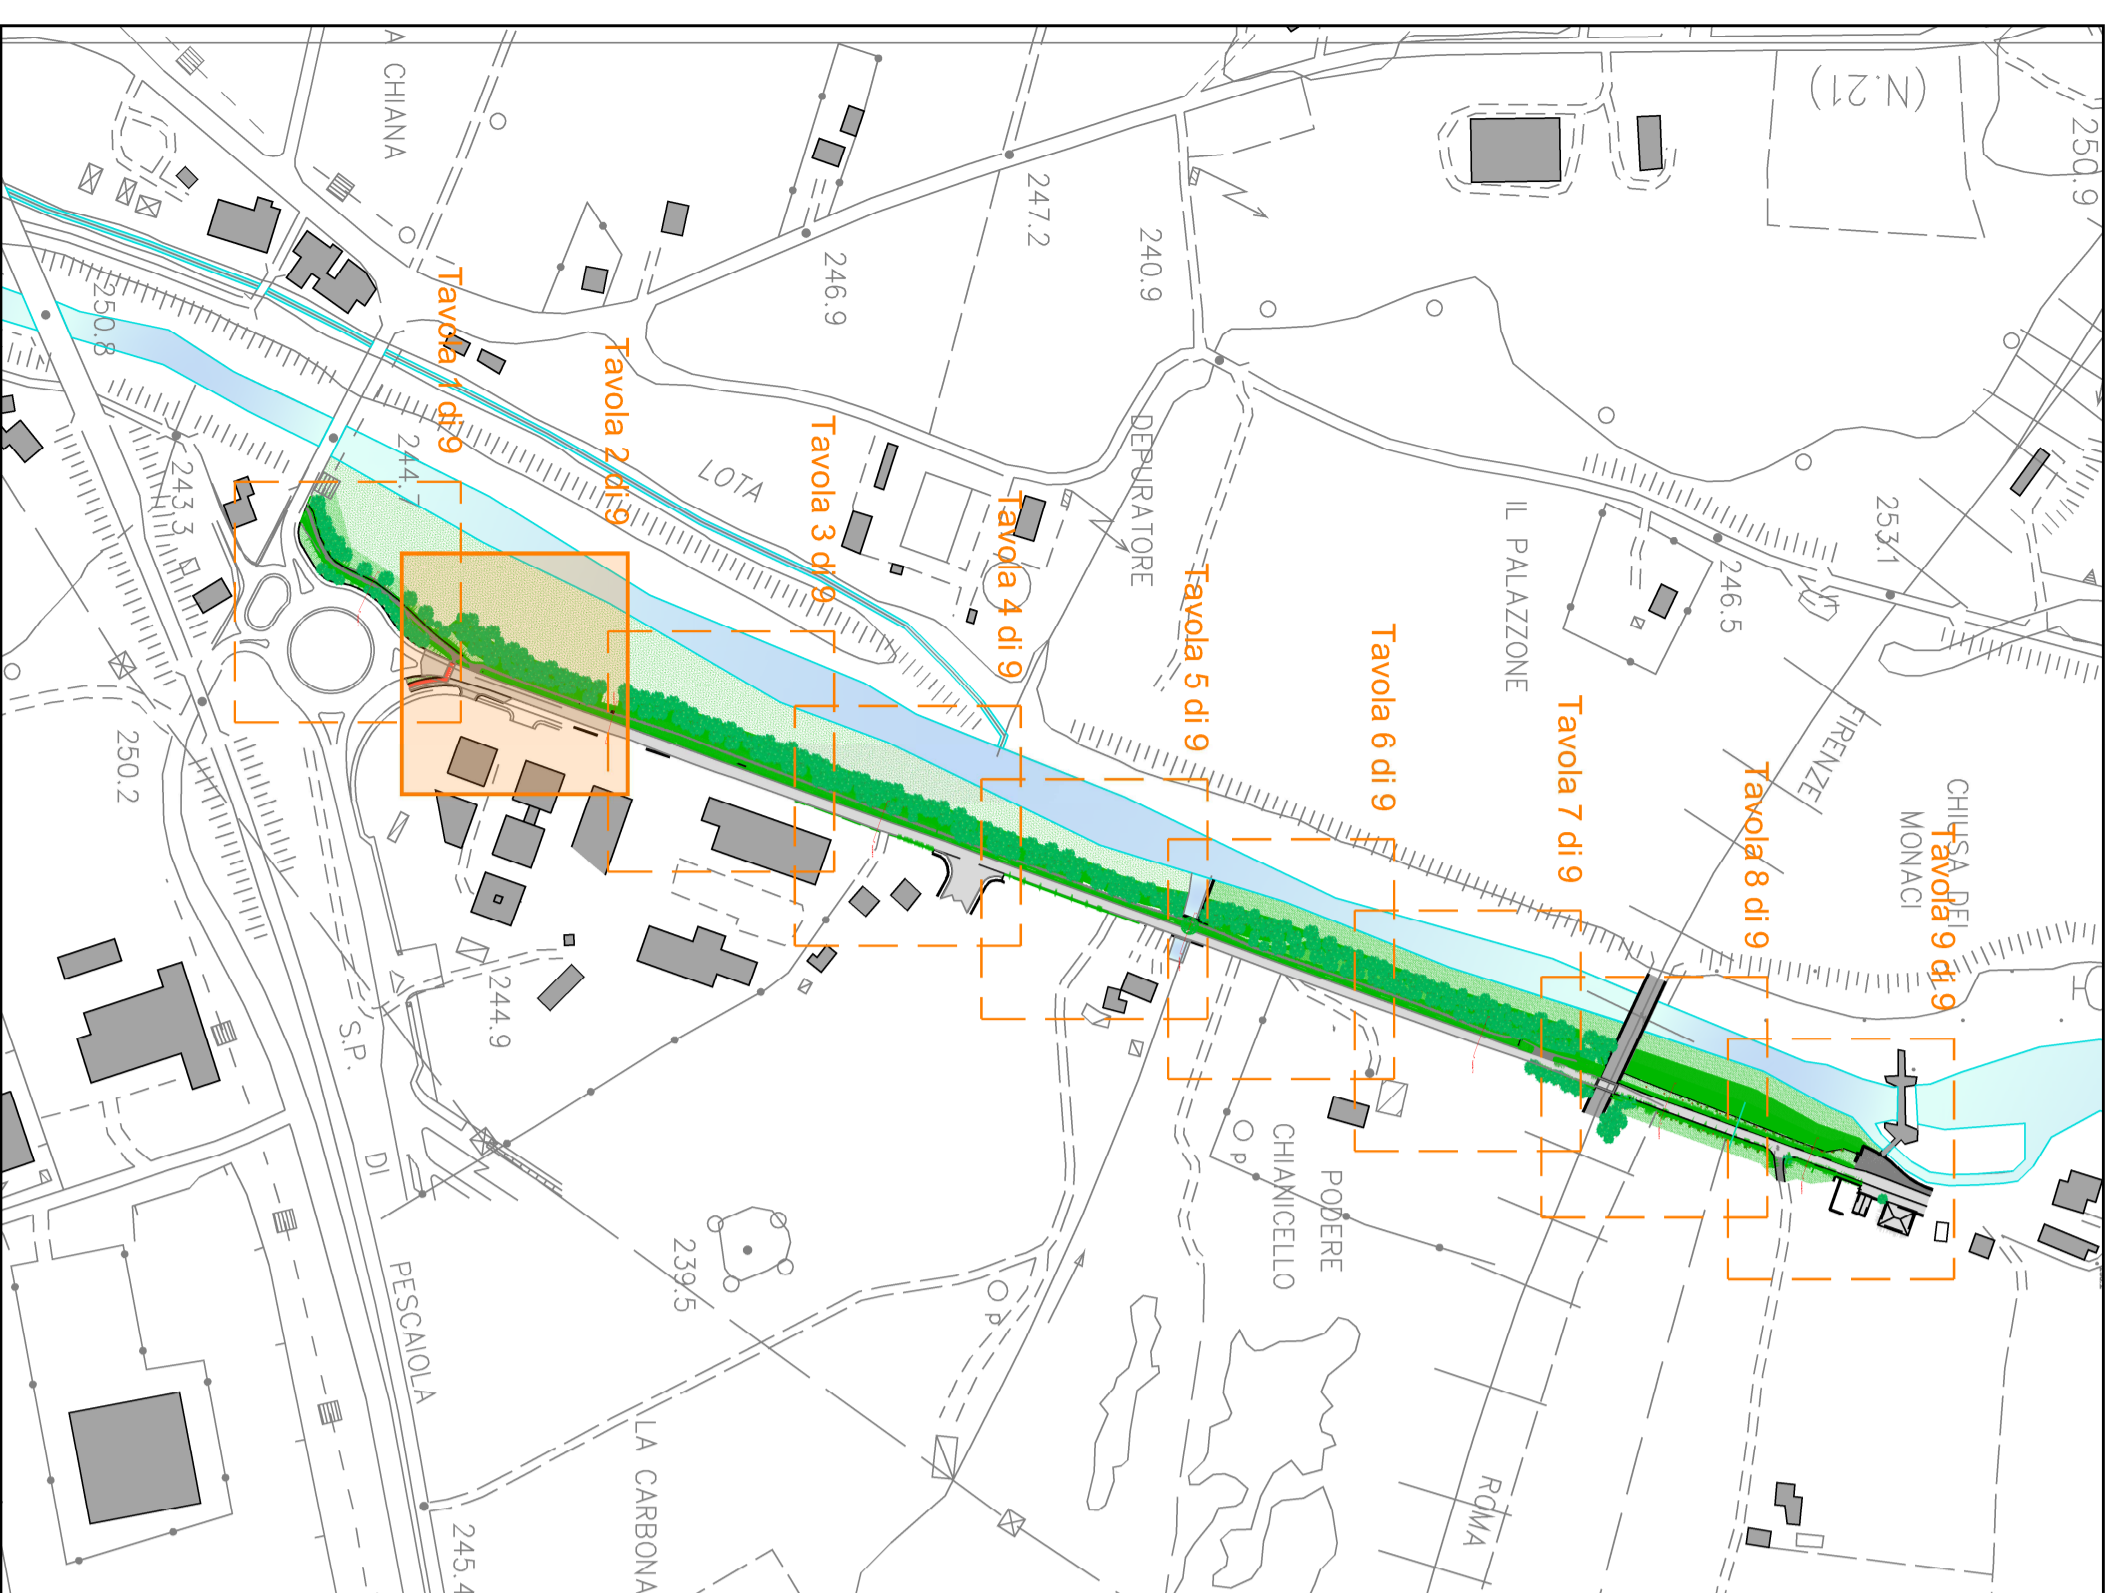 A CHIANA
(N.21)
250.9
247.2
240.9
246.9
250.8
Tavola 1 di 9
Tavola 2 di 9
Tavola 3 di 9
Tavola 4 di 9
Tavola 5 di 9
Tavola 6 di 9
Tavola 7 di 9
Tavola 8 di 9
Tavola 9 di 9
244.
243.3
LOTA
DEPURATORE
IL PALAZZONE
253.1
246.5
FIRENZE
CHIUSA DEI
MONACI
250.2
244.9
S.P.
DI
PESCAIOLA
239.5
p
p
PODERE
CHIANICELLO
ROMA
LA CARBONA
245.4